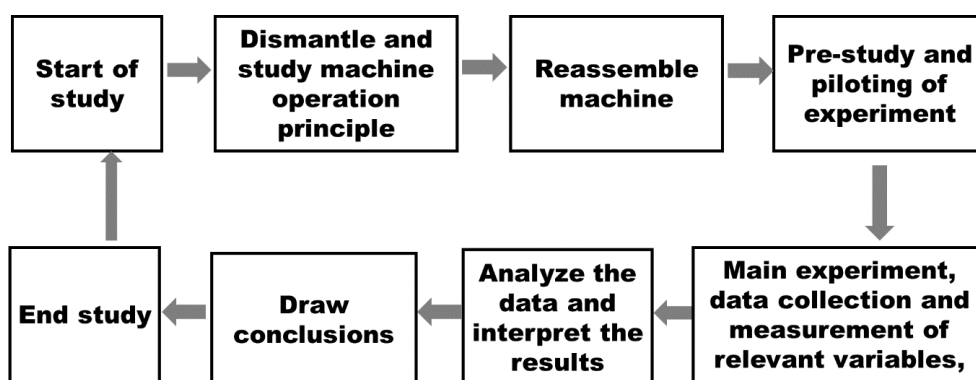 Start of
study
Dismantle and
study machine
operation
principle
Reassemble
machine
Pre-study and
piloting of
experiment
Main experiment,
data collection and
measurement of
relevant variables,
Analyze the
data and
interpret the
results
Draw
conclusions
End study